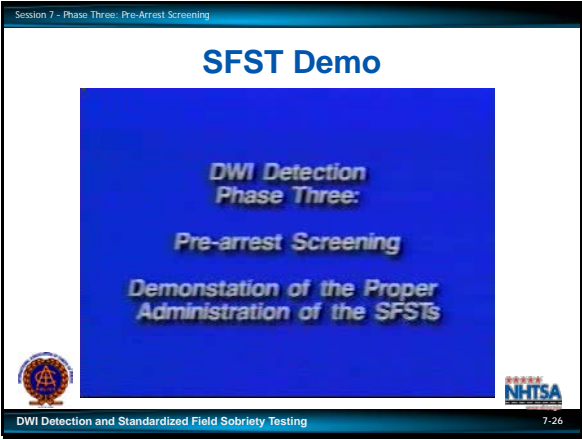 Session 7 - Phase Three: Pre-Arrest Screening
SFST Demo
DWI Detection
Phase Three:
Pre-arrest Screening
Demonstation of the Proper
Administration of the SFSTs
NHTSA
DWI Detection and Standardized Field Sobriety Testing
7-26